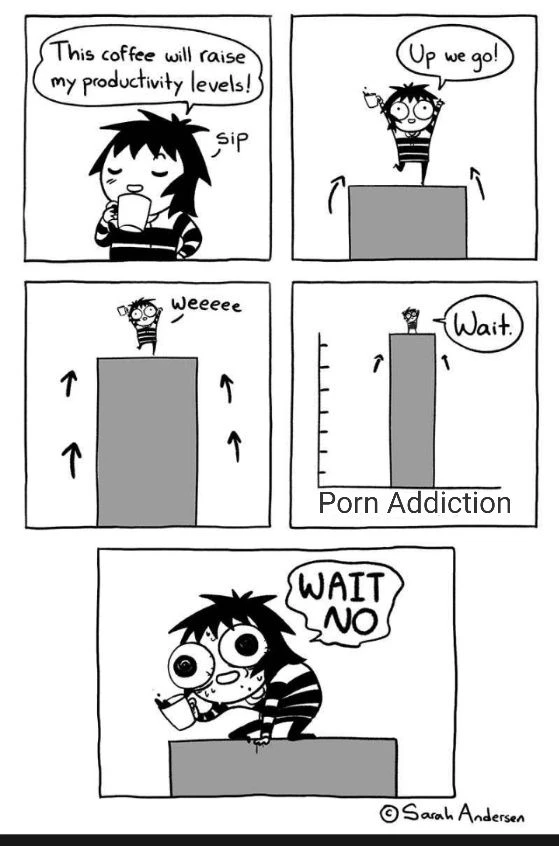 This coffee will raise
my productivity levels!
sip
Up we go!
weeeee
Wait.
Porn Addiction
WAIT
NO
© Sarah Andersen